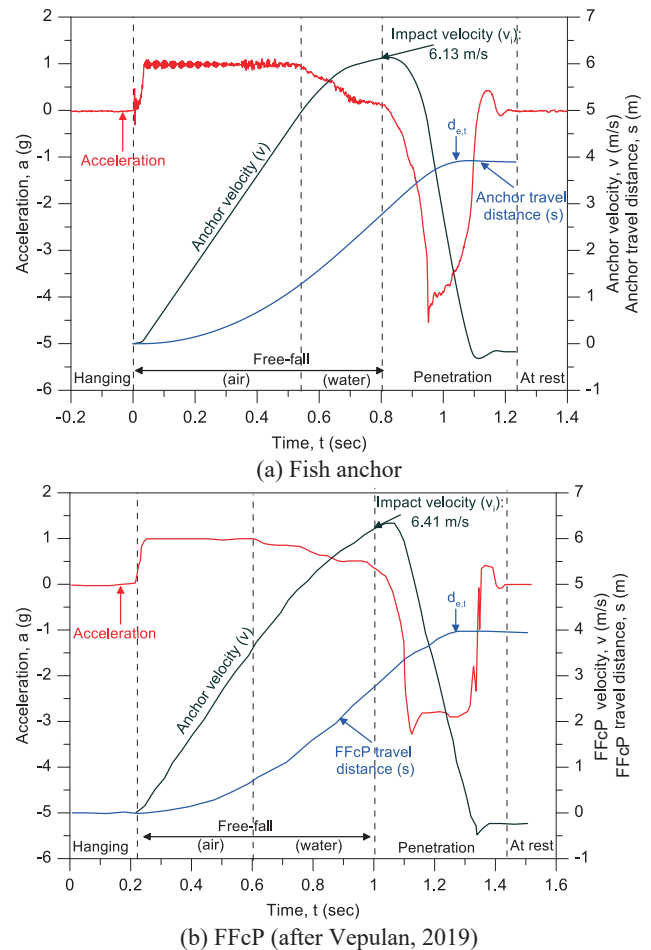 2
1
0
-1
-2
-3
-4
-5
-6
Acceleration, a (g)
7
6
5
4
3
2
1
0
-1
Anchor velocity, v (m/s)
Anchor travel distance, s (m)
Impact velocity (vᵢ):
6.13 m/s
Acceleration
Anchor velocity (v)
dₑ,ₜ
Anchor travel
distance (s)
Free-fall
Hanging
(air)
(water)
Penetration
At rest
-0.2 0 0.2 0.4 0.6 0.8 1 1.2 1.4
Time, t (sec)
(a) Fish anchor
2
1
0
-1
-2
-3
-4
-5
-6
Acceleration, a (g)
7
6
5
4
3
2
1
0
-1
FFcP velocity, v (m/s)
FFcP travel distance, s (m)
Impact velocity (vᵢ):
6.41 m/s
Acceleration
Anchor velocity (v)
dₑ,ₜ
FFcP travel
distance (s)
Free-fall
Hanging
(air)
(water)
Penetration
At rest
0.0 0.2 0.4 0.6 0.8 1 1.2 1.4 1.6
Time, t (sec)
(b) FFcP (after Vepulan, 2019)